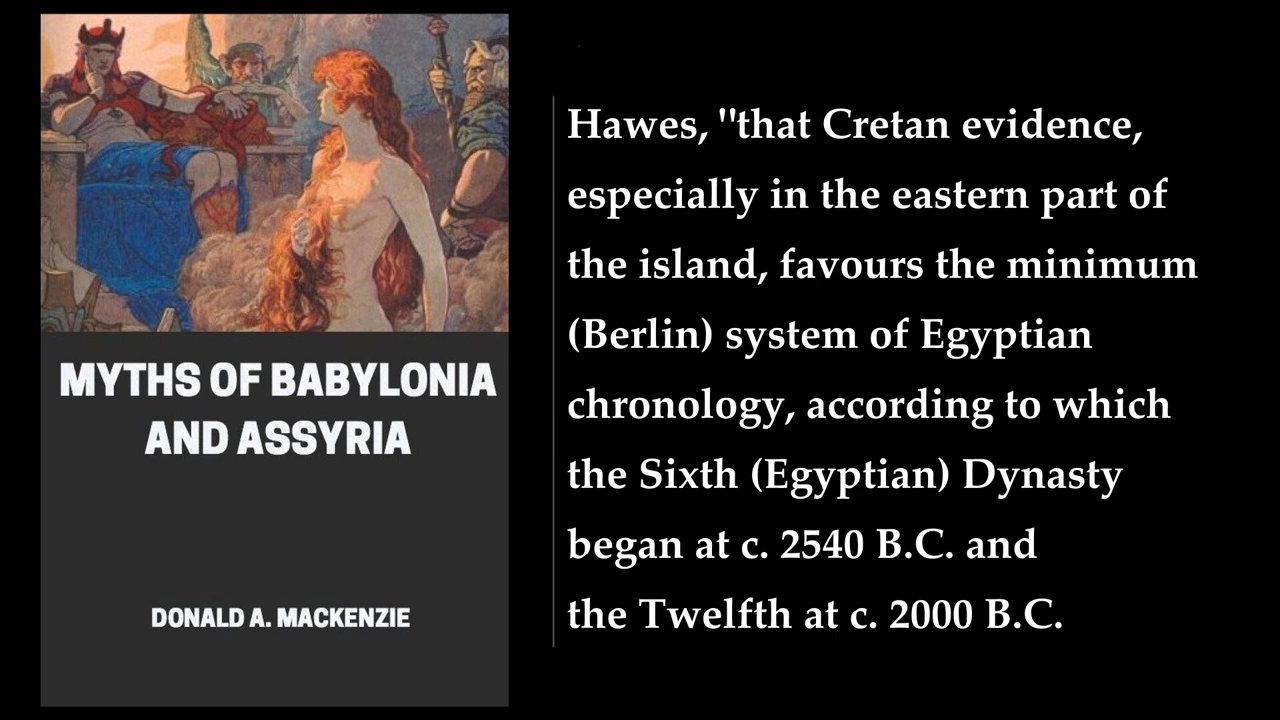 MYTHS OF BABYLONIA
AND ASSYRIA
DONALD A. MACKENZIE
Hawes, "that Cretan evidence,
especially in the eastern part of
the island, favours the minimum
(Berlin) system of Egyptian
chronology, according to which
the Sixth (Egyptian) Dynasty
began at c. 2540 B.C. and
the Twelfth at c. 2000 B.C.